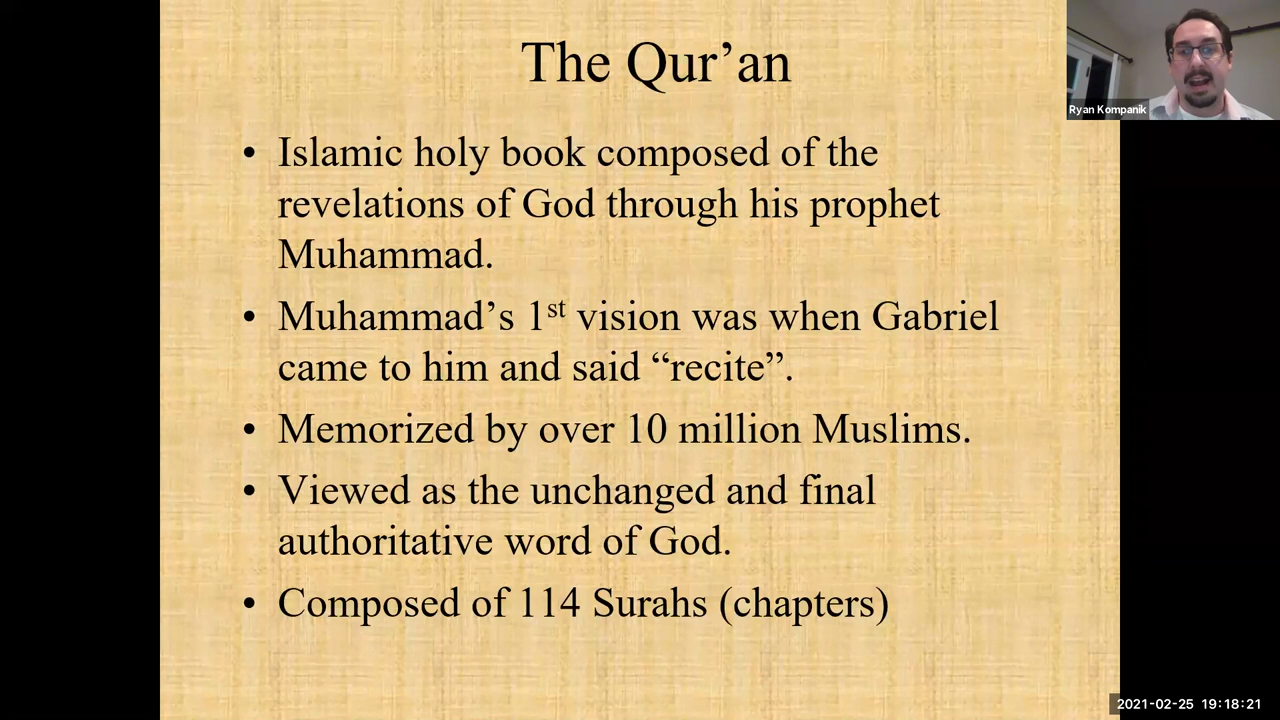 The Qur’an
Ryan Kompanik
• Islamic holy book composed of the
revelations of God through his prophet
Muhammad.
• Muhammad’s 1st vision was when Gabriel
came to him and said “recite”.
• Memorized by over 10 million Muslims.
• Viewed as the unchanged and final
authoritative word of God.
• Composed of 114 Surahs (chapters)
2021-02-25 19:18:21